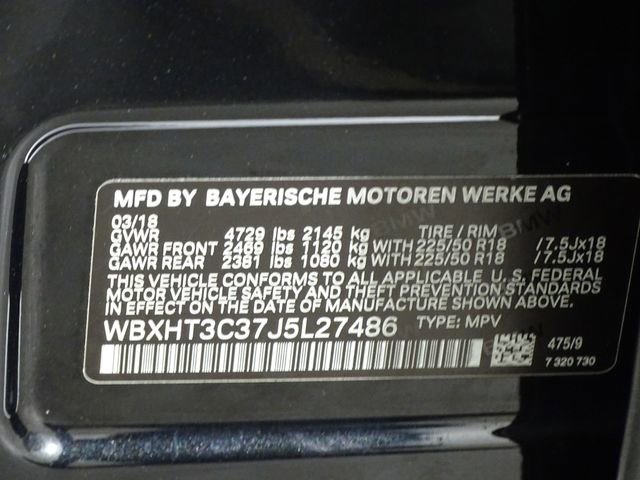 MFD BY BAYERISCHE MOTOREN WERKE AG
03/18
GVWR 4729 lbs 2145 kg TIRE / RIM
GAWR FRONT 2469 lbs 1120 kg WITH 225/50 R18 /7.5Jx18
GAWR REAR 2381 lbs 1080 kg WITH 225/50 R18 /7.5Jx18
THIS VEHICLE CONFORMS TO ALL APPLICABLE U. S. FEDERAL
MOTOR VEHICLE SAFETY AND THEFT PREVENTION STANDARDS
IN EFFECT ON THE DATE OF MANUFACTURE SHOWN ABOVE.
WBXHT3C37J5L27486 TYPE: MPV
475/9
7 320 730
BMW
BMW
BMW